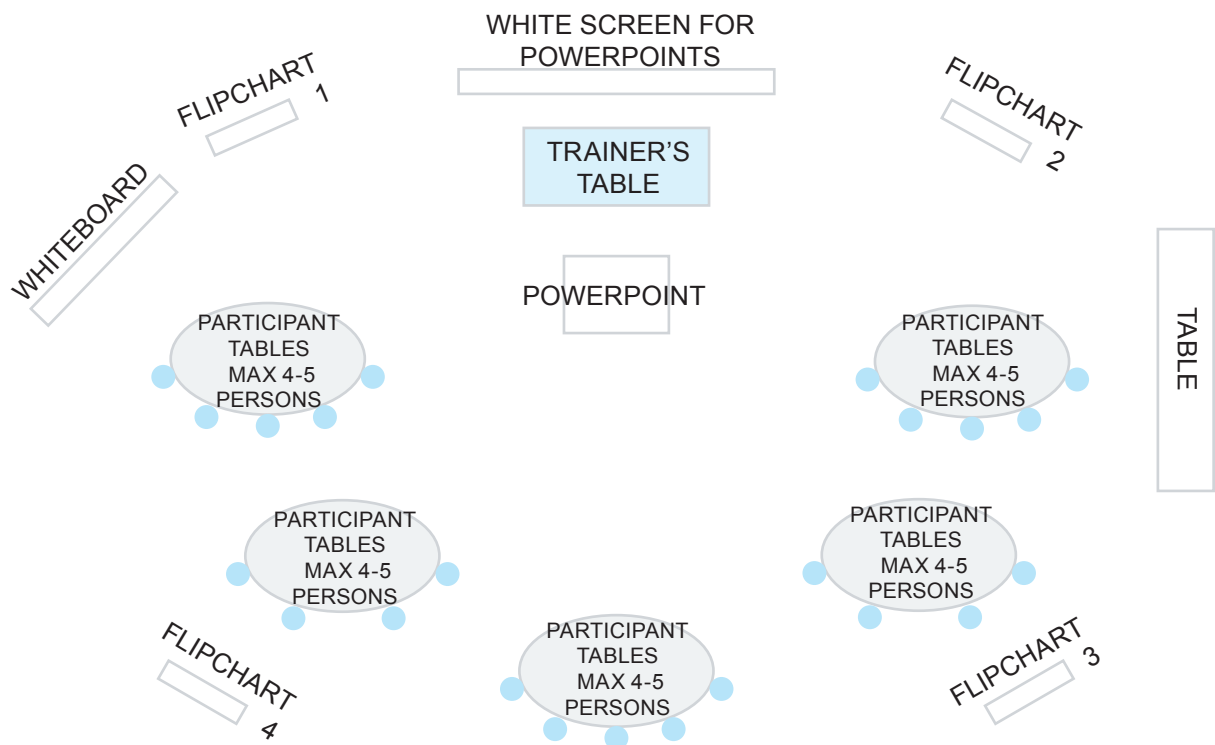 WHITE SCREEN FOR
POWERPOINTS
FLIPCHART
1
FLIPCHART
2
TRAINER’S
TABLE
WHITEBOARD
POWERPOINT
TABLE
PARTICIPANT
TABLES
MAX 4-5
PERSONS
PARTICIPANT
TABLES
MAX 4-5
PERSONS
PARTICIPANT
TABLES
MAX 4-5
PERSONS
PARTICIPANT
TABLES
MAX 4-5
PERSONS
PARTICIPANT
TABLES
MAX 4-5
PERSONS
FLIPCHART
4
FLIPCHART
3